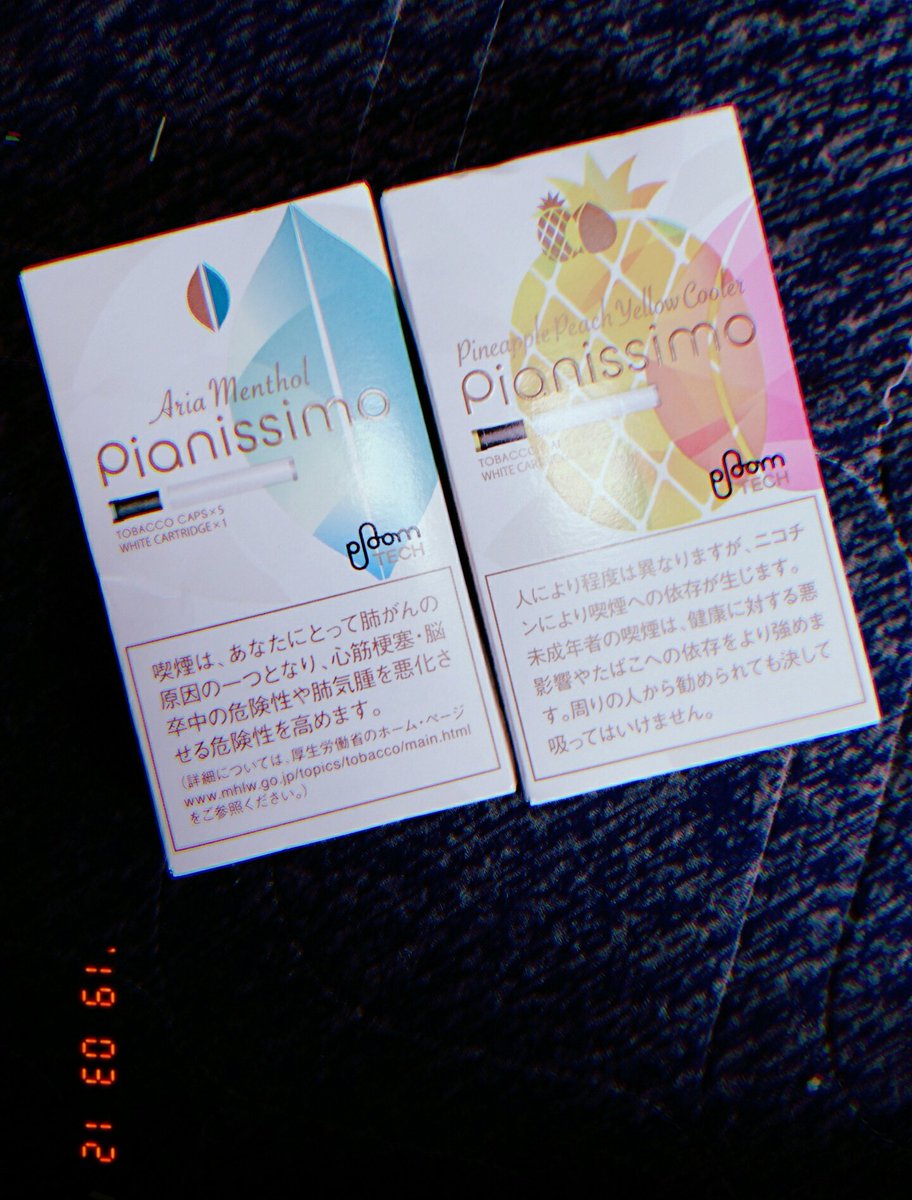 Aria Menthol
Pianissimo
TOBACCO CAPS×5
WHITE CARTRIDGE×1
Ploom
TECH
喫煙は、あなたにとって肺がんの
原因の一つとなり、心筋梗塞・脳
卒中の危険性や肺気腫を悪化さ
せる危険性を高めます。
（詳細については、厚生労働省のホーム・ページ
www.mhlw.go.jp/topics/tobacco/main.html
をご参照ください。）
Pineapple Peach Yellow Cooler
Pianissimo
TOBACCO
WHITE
Ploom
TECH
人により程度は異なりますが、ニコチ
ンにより喫煙への依存が生じます。
未成年者の喫煙は、健康に対する悪
影響やたばこへの依存をより強めま
す。周りの人から勧められても決して
吸ってはいけません。
'19 03 12